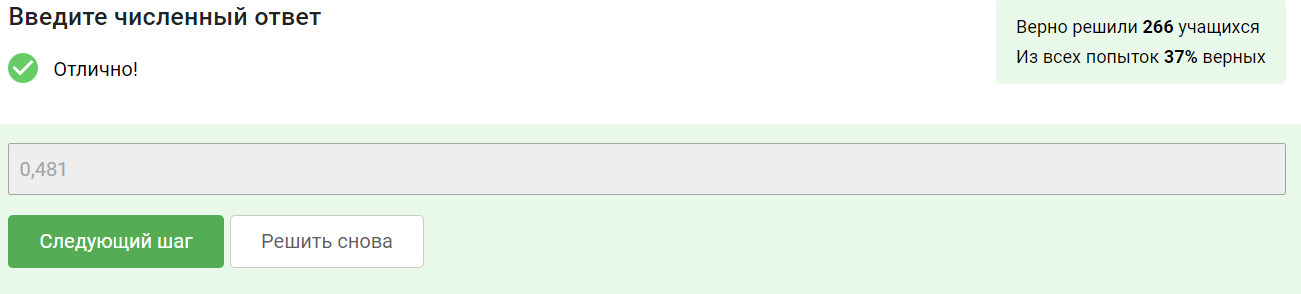 Введите численный ответ
Верно решили 266 учащихся
Из всех попыток 37% верных
Отлично!
0,481
Следующий шаг
Решить снова